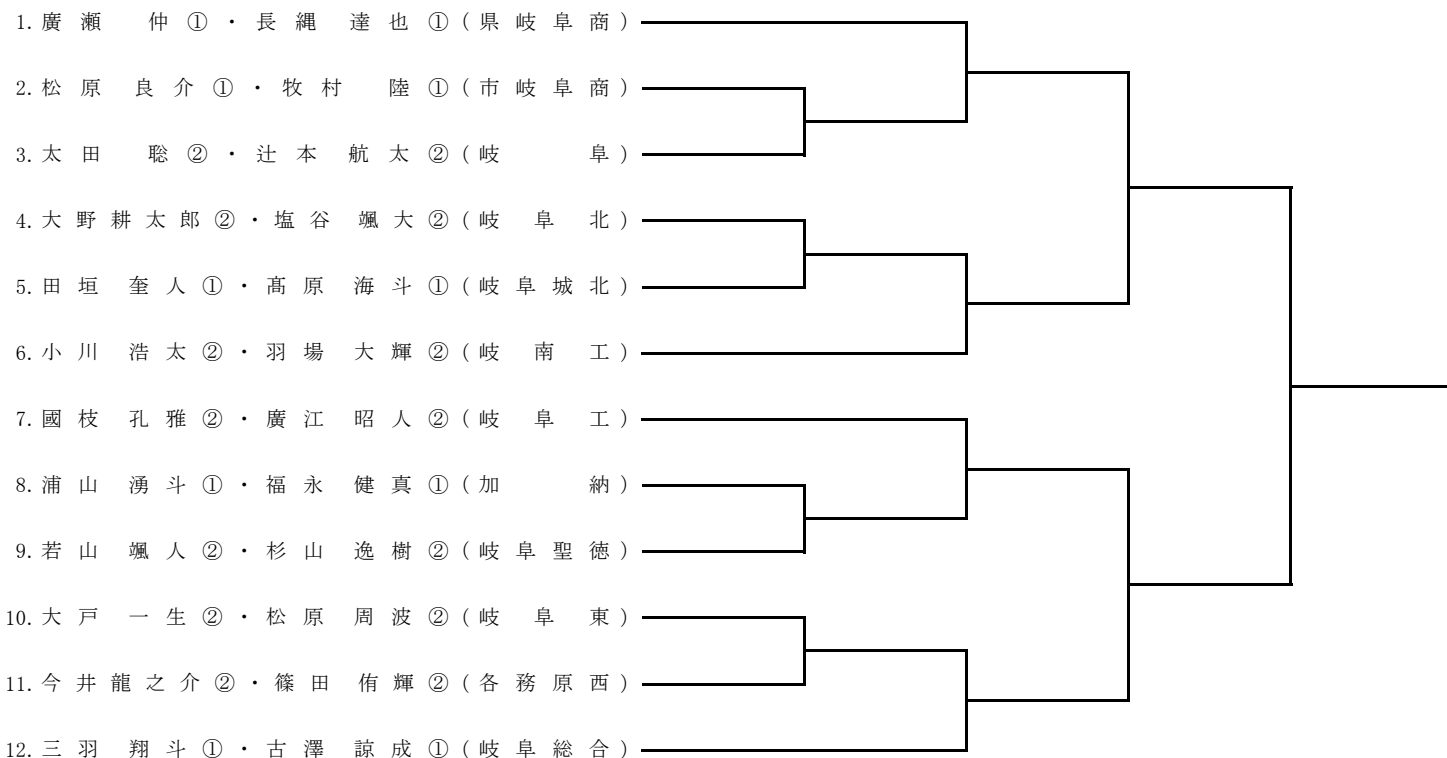 1. 廣瀬 仲①・長縄 達也①(県岐阜商)
2. 松原 良介①・牧村 陸①(市岐阜商)
3. 太田 聡②・辻本 航太②(岐 阜)
4. 大野耕太郎②・塩谷 颯大②(岐 阜 北)
5. 田垣 奎人①・髙原 海斗①(岐阜城北)
6. 小川 浩太②・羽場 大輝②(岐 南 工)
7. 國枝 孔雅②・廣江 昭人②(岐 阜 工)
8. 浦山 湧斗①・福永 健真①(加 納)
9. 若山 颯人②・杉山 逸樹②(岐阜聖徳)
10. 大戸 一生②・松原 周波②(岐 阜 東)
11. 今井龍之介②・篠田 侑輝②(各務原西)
12. 三羽 翔斗①・古澤 諒成①(岐阜総合)